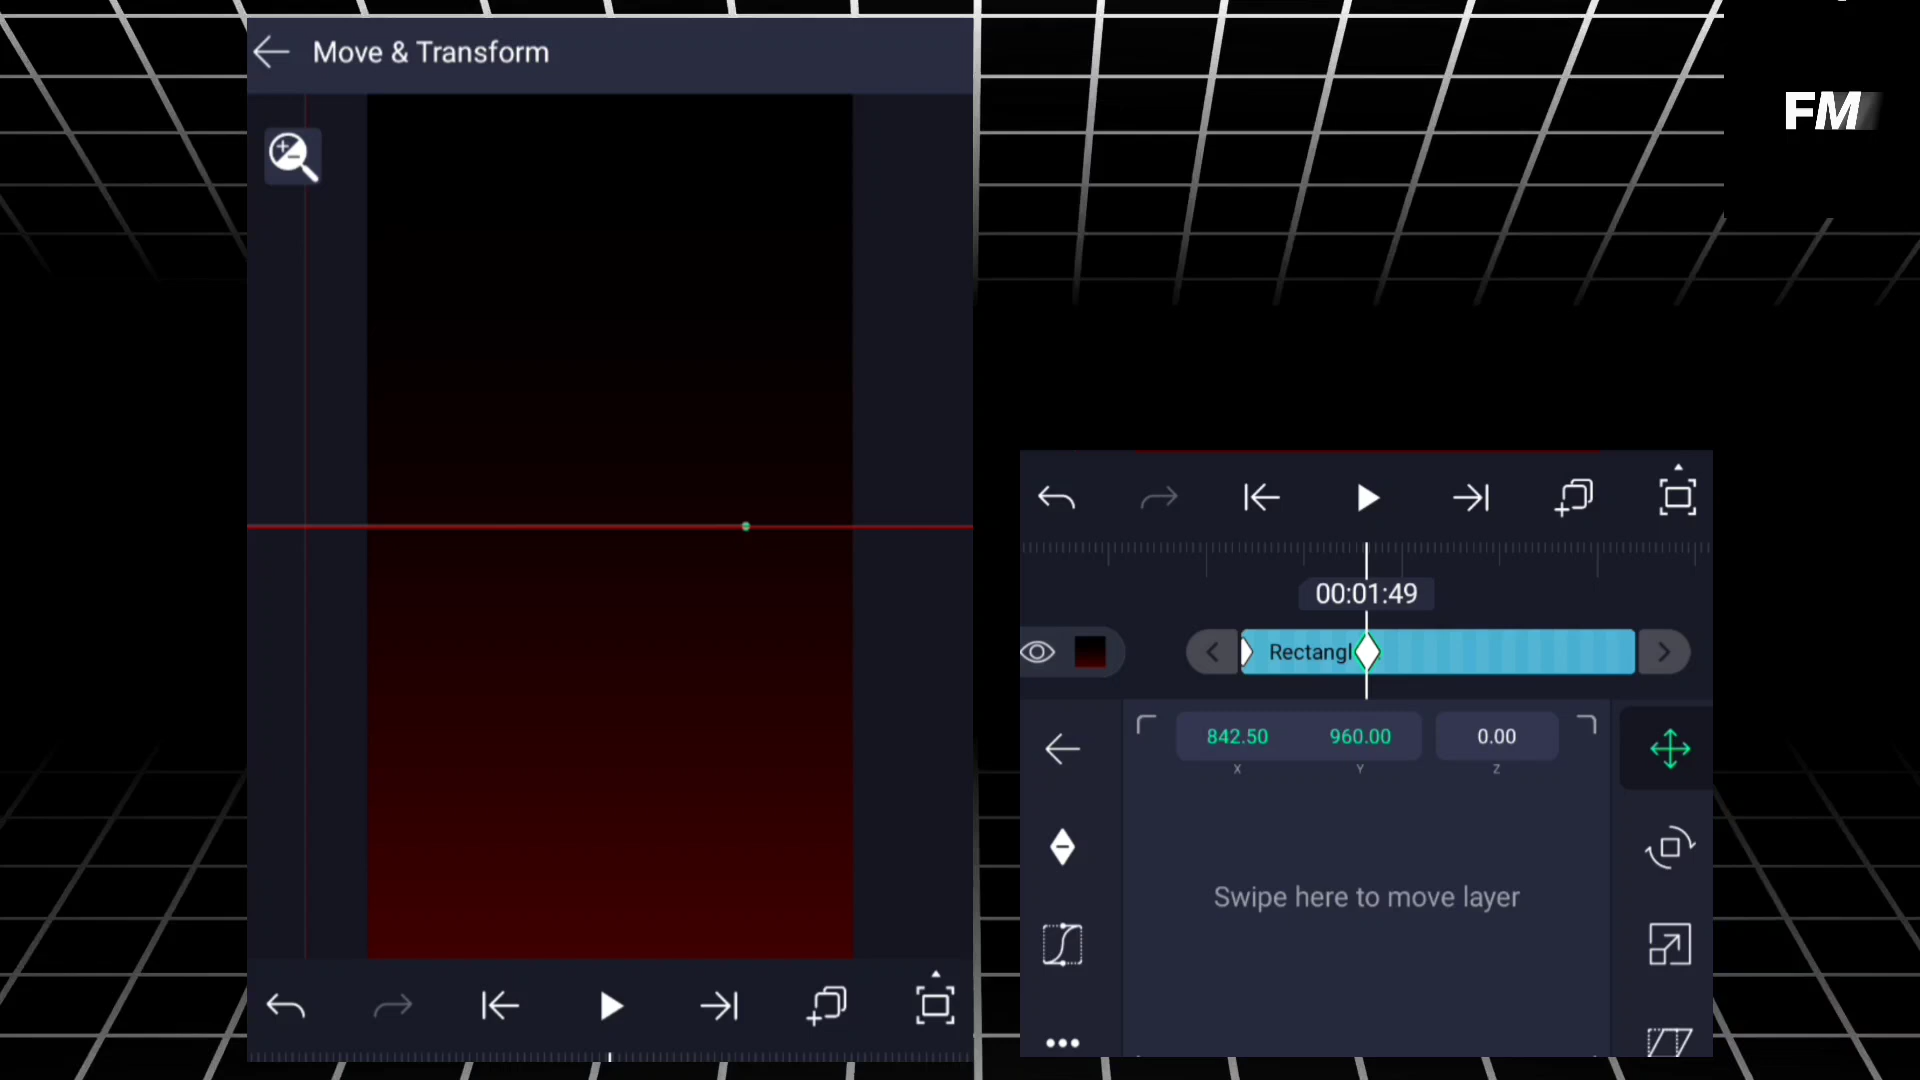 Move & Transform
FM
00:01:49
Rectangl
842.50 960.00 0.00
X Y Z
Swipe here to move layer